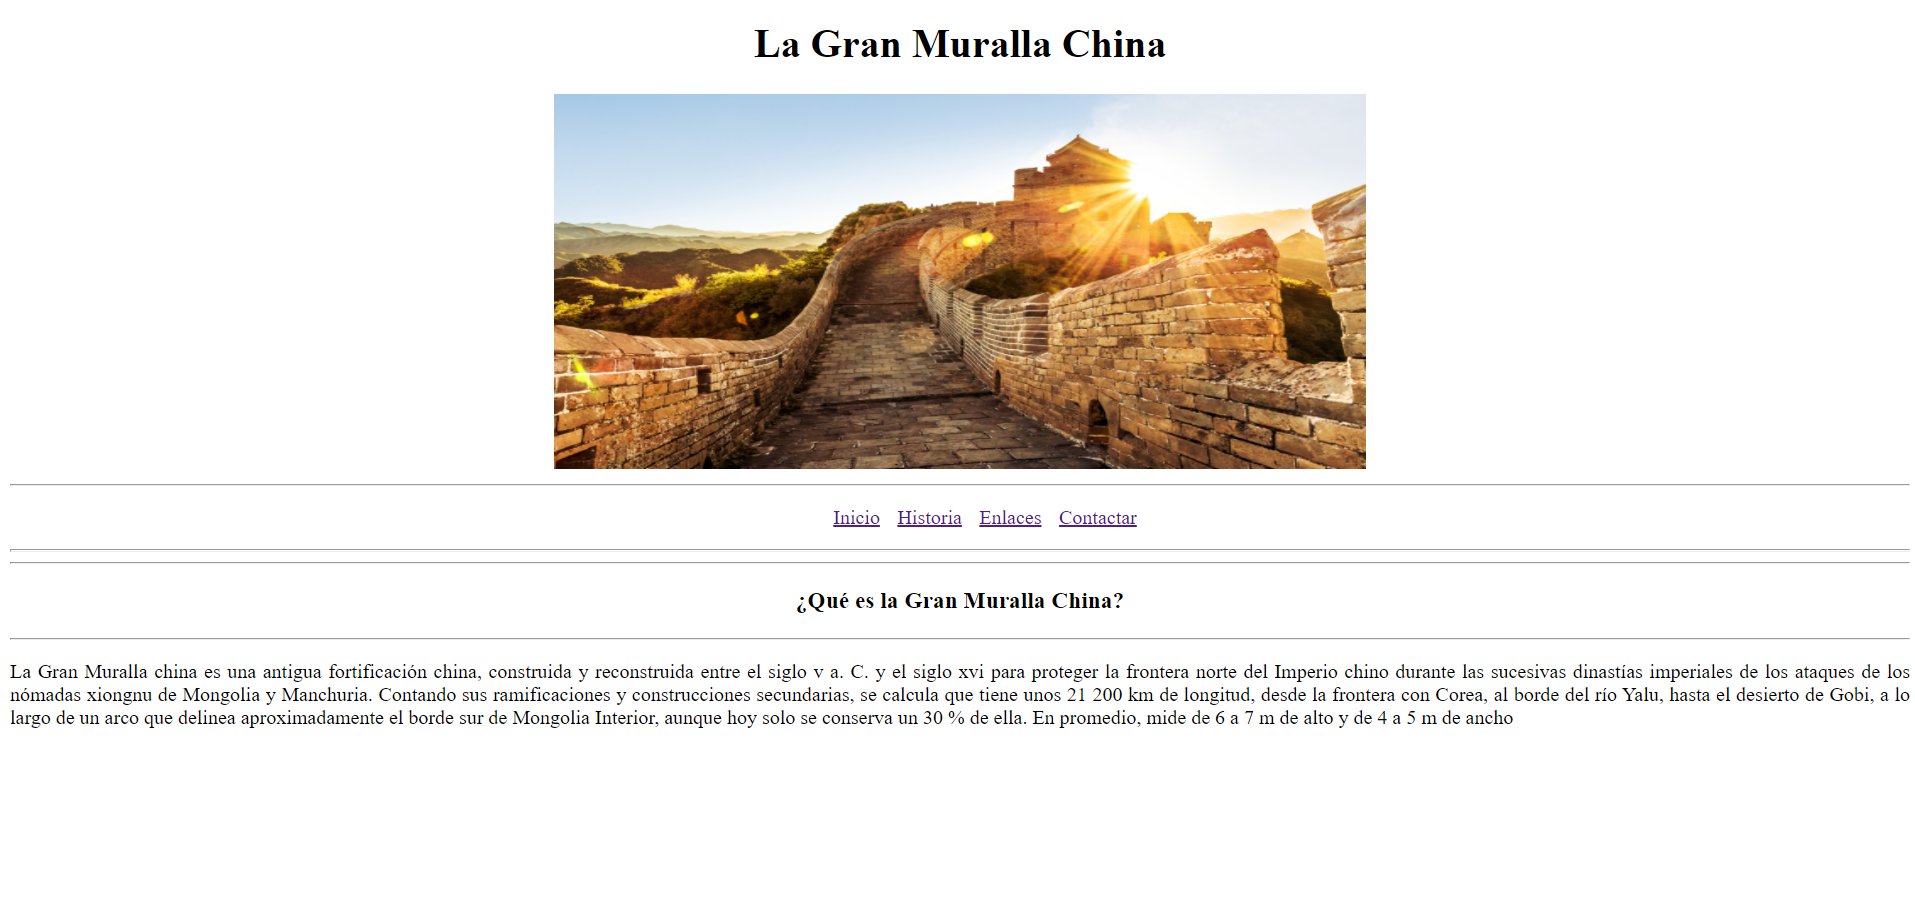 La Gran Muralla China
Inicio Historia Enlaces Contactar
¿Qué es la Gran Muralla China?
La Gran Muralla china es una antigua fortificación china, construida y reconstruida entre el siglo v a. C. y el siglo xvi para proteger la frontera norte del Imperio chino durante las sucesivas dinastías imperiales de los ataques de los
nómadas xiongnu de Mongolia y Manchuria. Contando sus ramificaciones y construcciones secundarias, se calcula que tiene unos 21 200 km de longitud, desde la frontera con Corea, al borde del río Yalu, hasta el desierto de Gobi, a lo
largo de un arco que delinea aproximadamente el borde sur de Mongolia Interior, aunque hoy solo se conserva un 30 % de ella. En promedio, mide de 6 a 7 m de alto y de 4 a 5 m de ancho